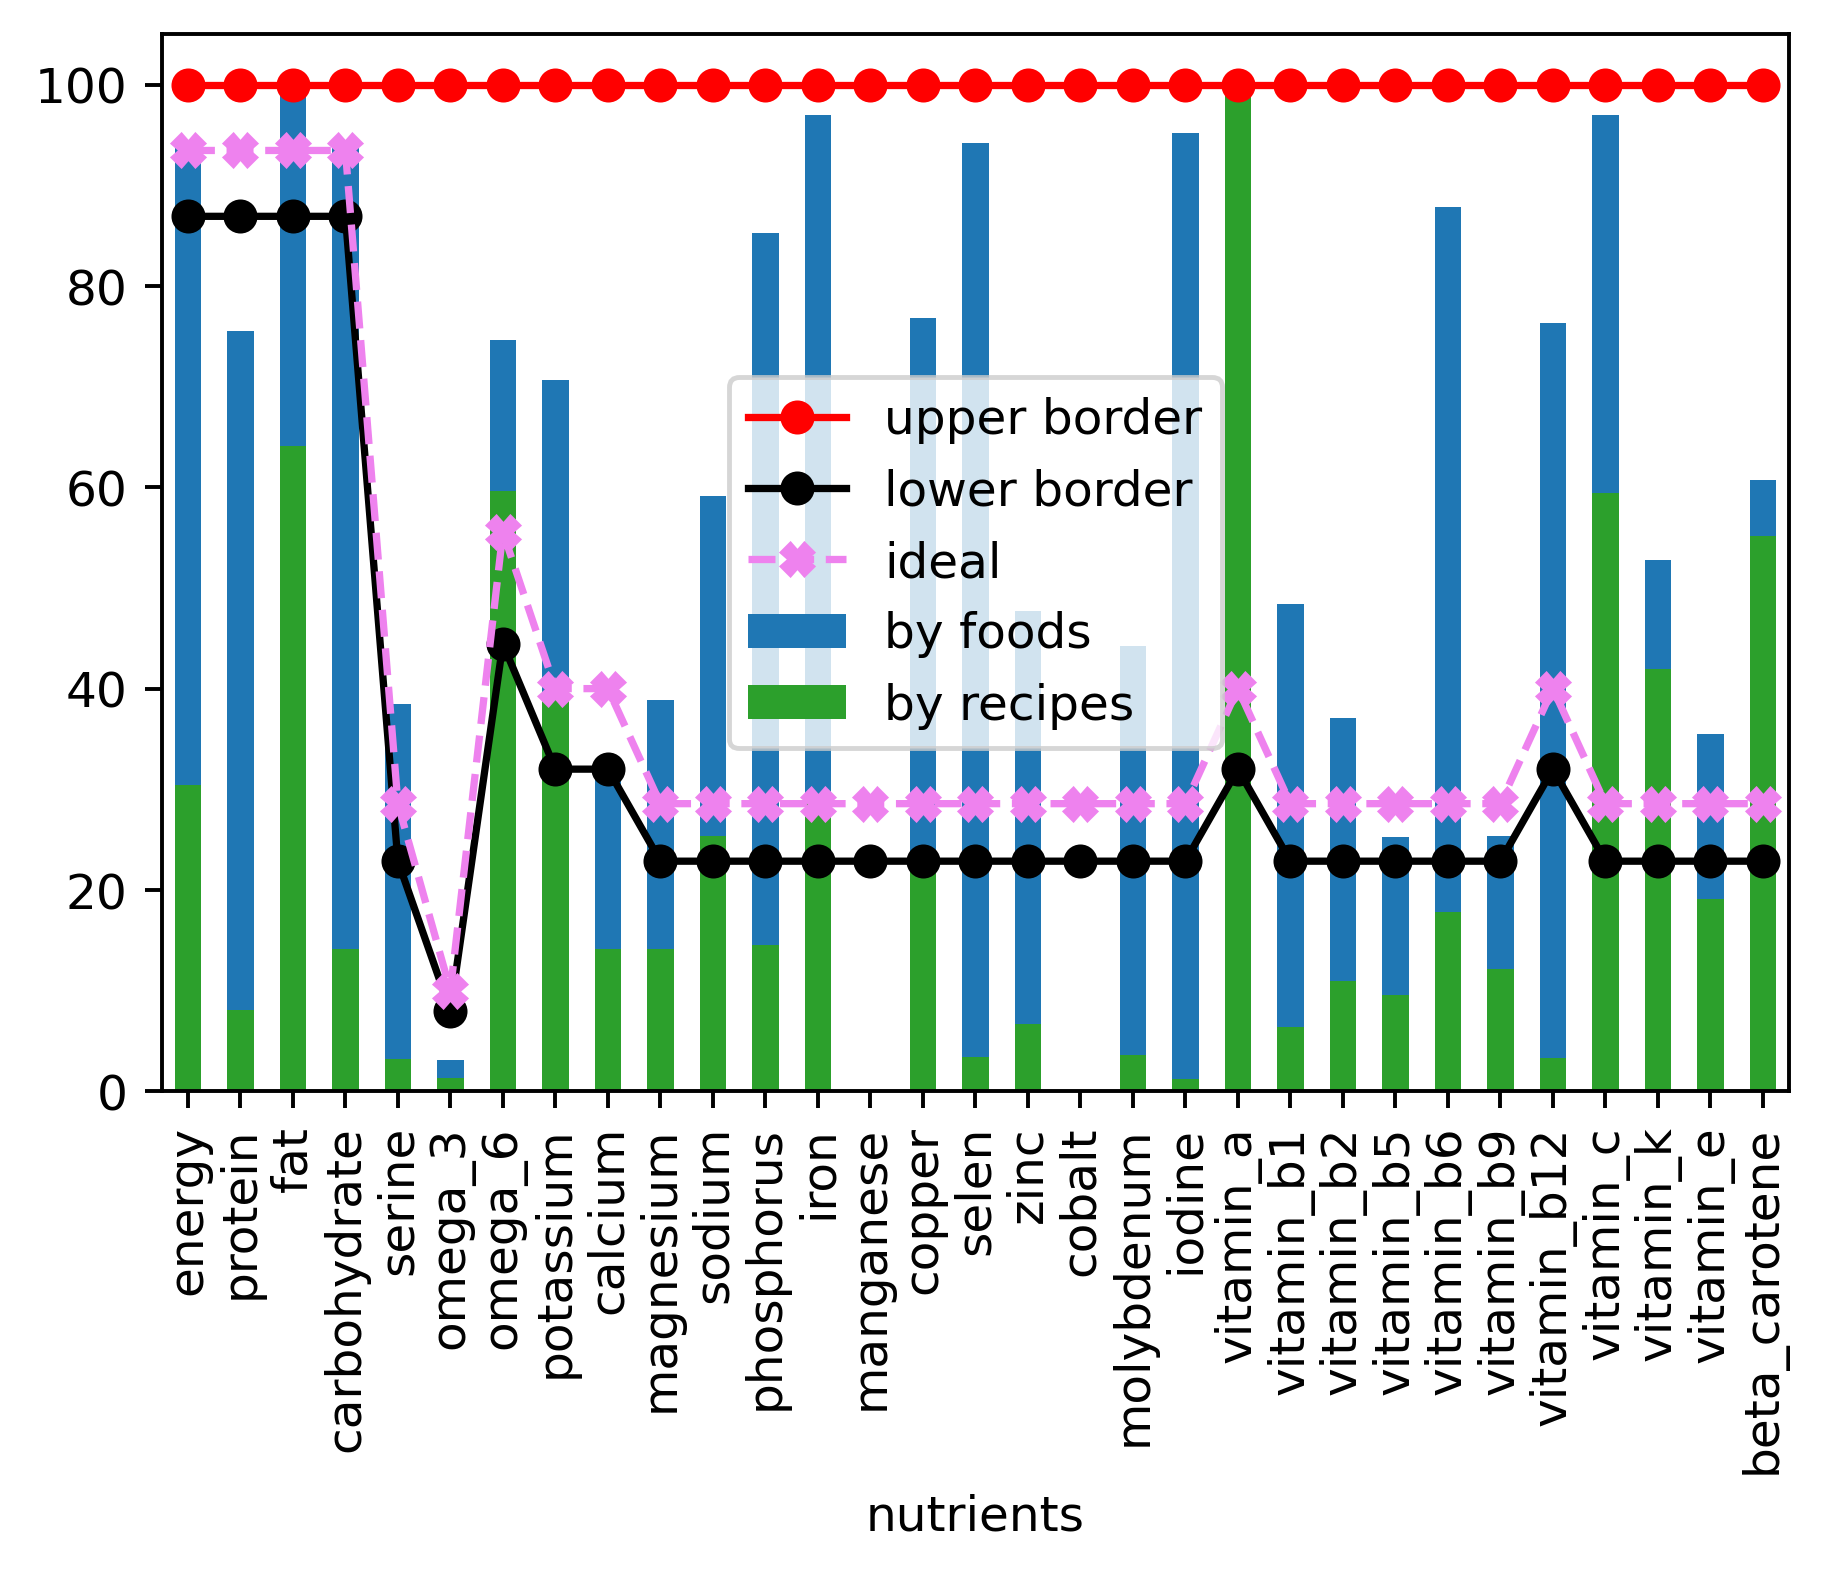 100
80
60
40
20
0
upper border
lower border
ideal
by foods
by recipes
energy
protein
fat
carbohydrate
serine
omega_3
omega_6
potassium
calcium
magnesium
sodium
phosphorus
iron
manganese
copper
selen
zinc
cobalt
molybdenum
iodine
vitamin_a
vitamin_b1
vitamin_b2
vitamin_b5
vitamin_b6
vitamin_b9
vitamin_b12
vitamin_c
vitamin_k
vitamin_e
beta_carotene
nutrients